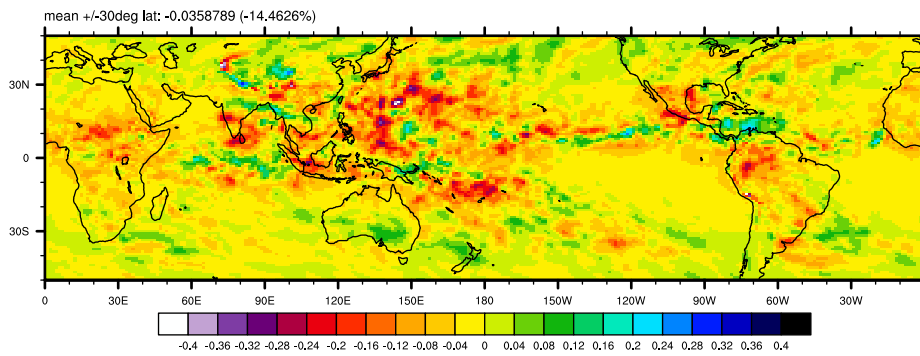 mean +/-30deg lat: -0.0358789 (-14.4626%)
30N
0
30S
0 30E 60E 90E 120E 150E 180 150W 120W 90W 60W 30W
-0.4 -0.36 -0.32 -0.28 -0.24 -0.2 -0.16 -0.12 -0.08 -0.04 0 0.04 0.08 0.12 0.16 0.2 0.24 0.28 0.32 0.36 0.4